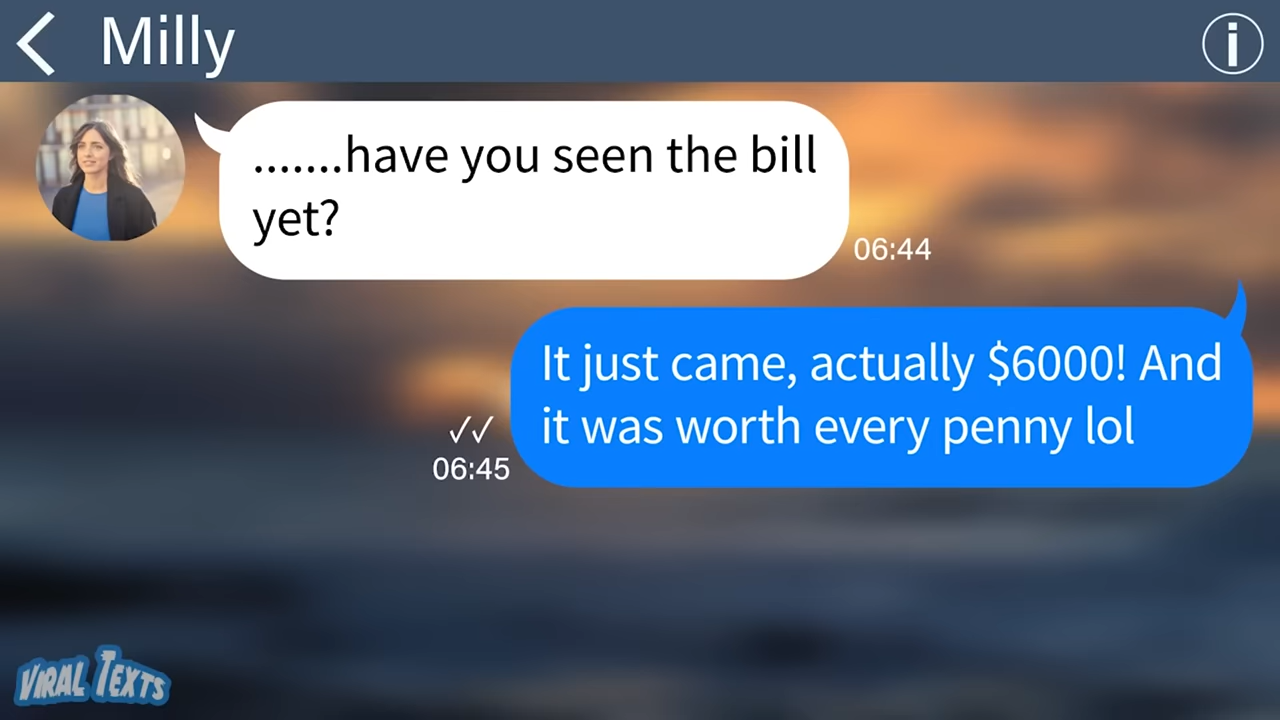 Milly
.......have you seen the bill
yet?
06:44
It just came, actually $6000! And
it was worth every penny lol
06:45
VIRAL TEXTS